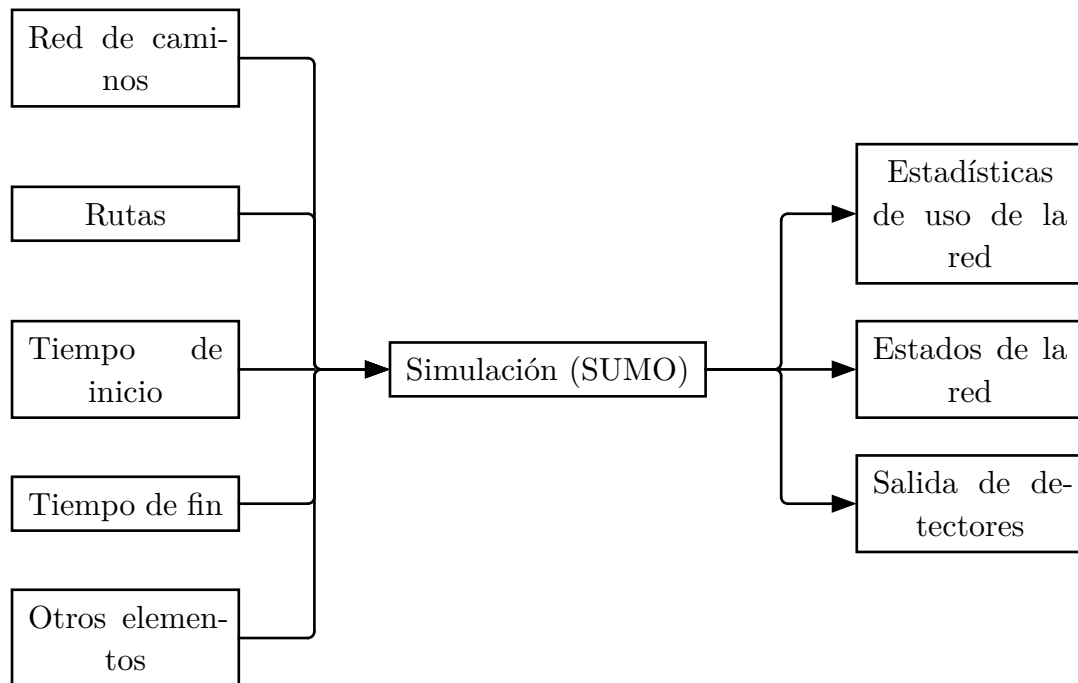 Red de cami-
nos
Rutas
Tiempo de
inicio
Tiempo de fin
Otros elemen-
tos
Simulación (SUMO)
Estadísticas
de uso de la
red
Estados de la
red
Salida de de-
tectores